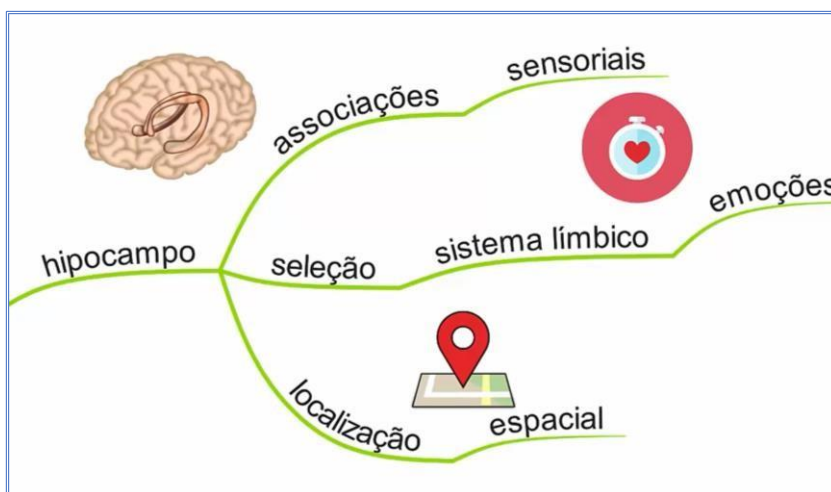 hipocampo
associações
sensoriais
seleção
sistema límbico
emoções
localização
espacial